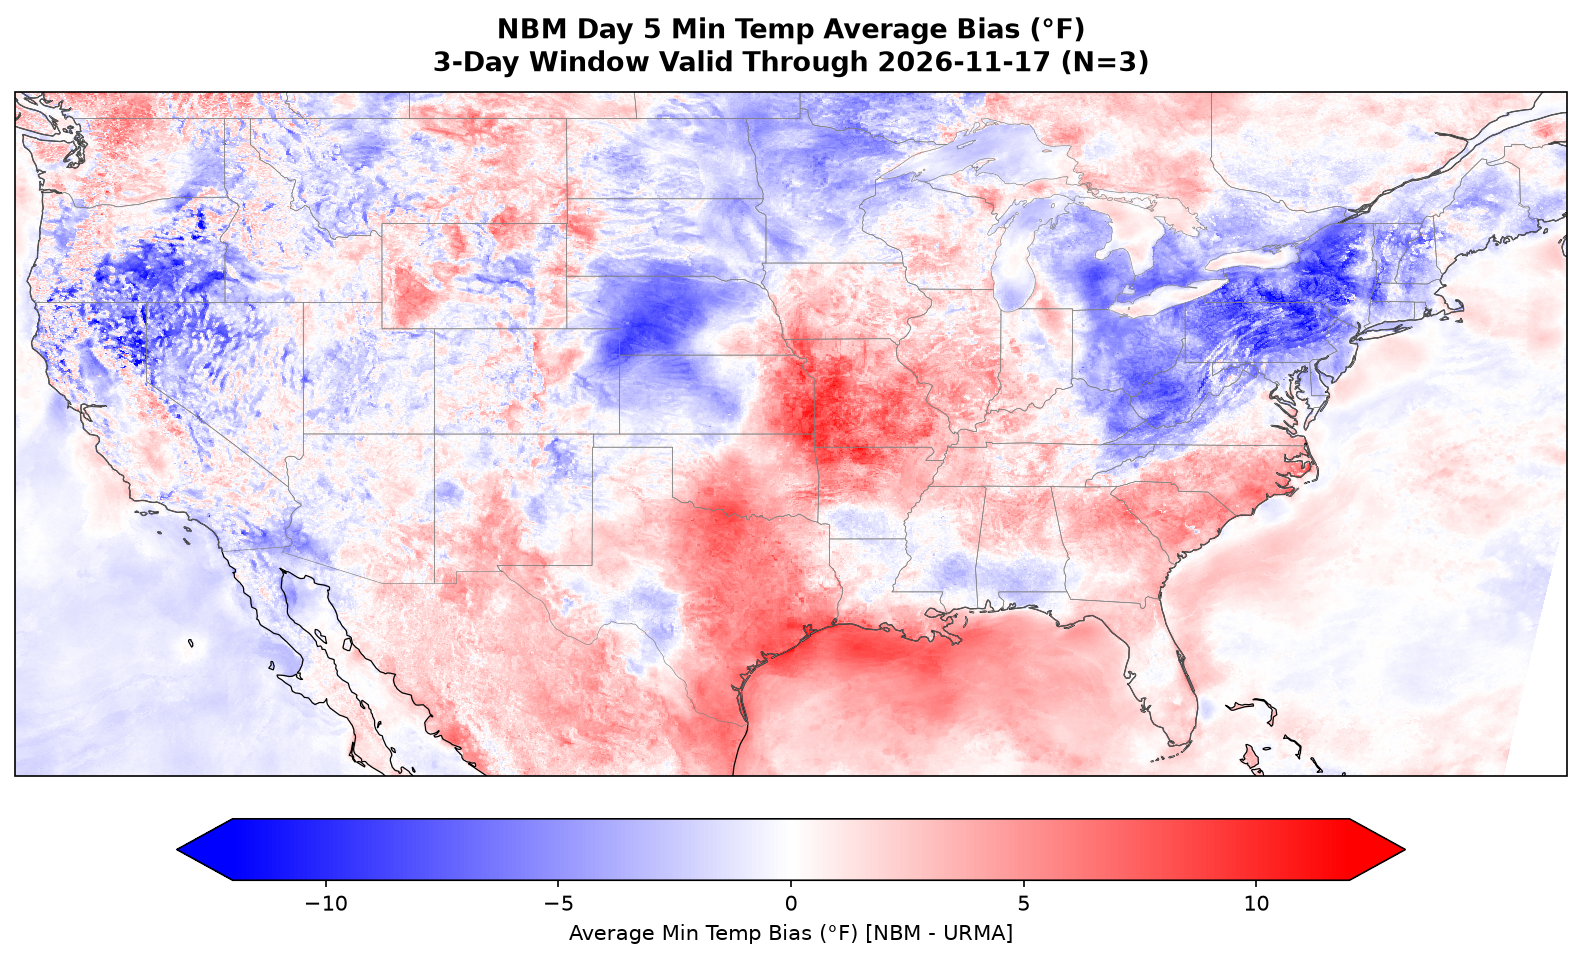 NBM Day 5 Min Temp Average Bias (°F)
3-Day Window Valid Through 2026-11-17 (N=3)
−10 −5 0 5 10
Average Min Temp Bias (°F) [NBM - URMA]